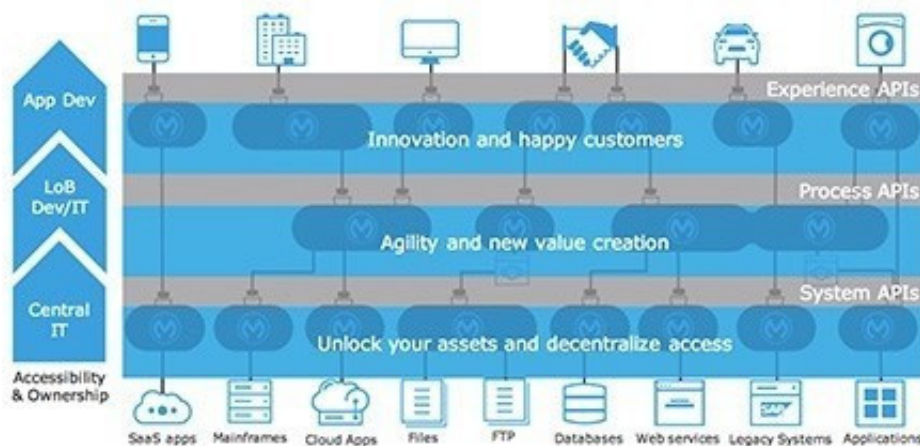 Experience APIs
App Dev
Innovation and happy customers
Process APIs
LoB
Dev/IT
Agility and new value creation
System APIs
Central
IT
Unlock your assets and decentralize access
Accessibility
& Ownership
SAP
SaaS apps
Mainframes
Cloud Apps
Files
FTP
Databases
Web services
Legacy Systems
Applications